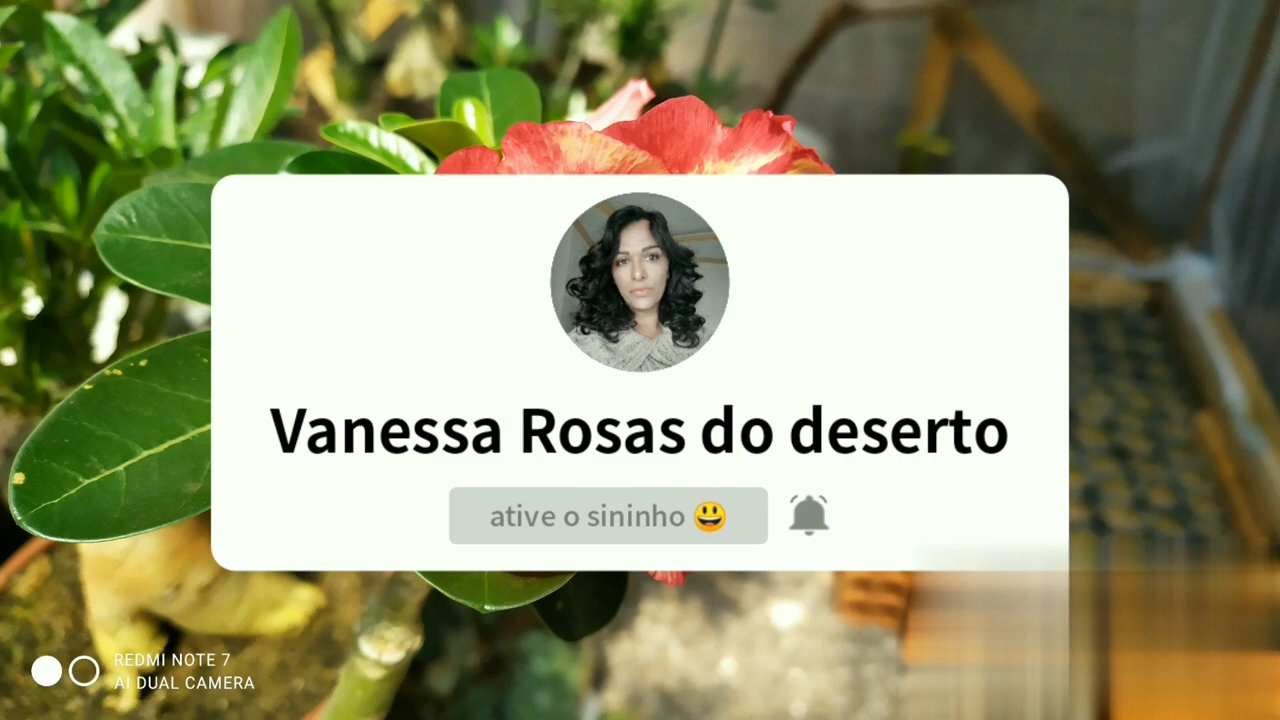 Vanessa Rosas do deserto
ative o sininho 😃
REDMI NOTE 7
AI DUAL CAMERA